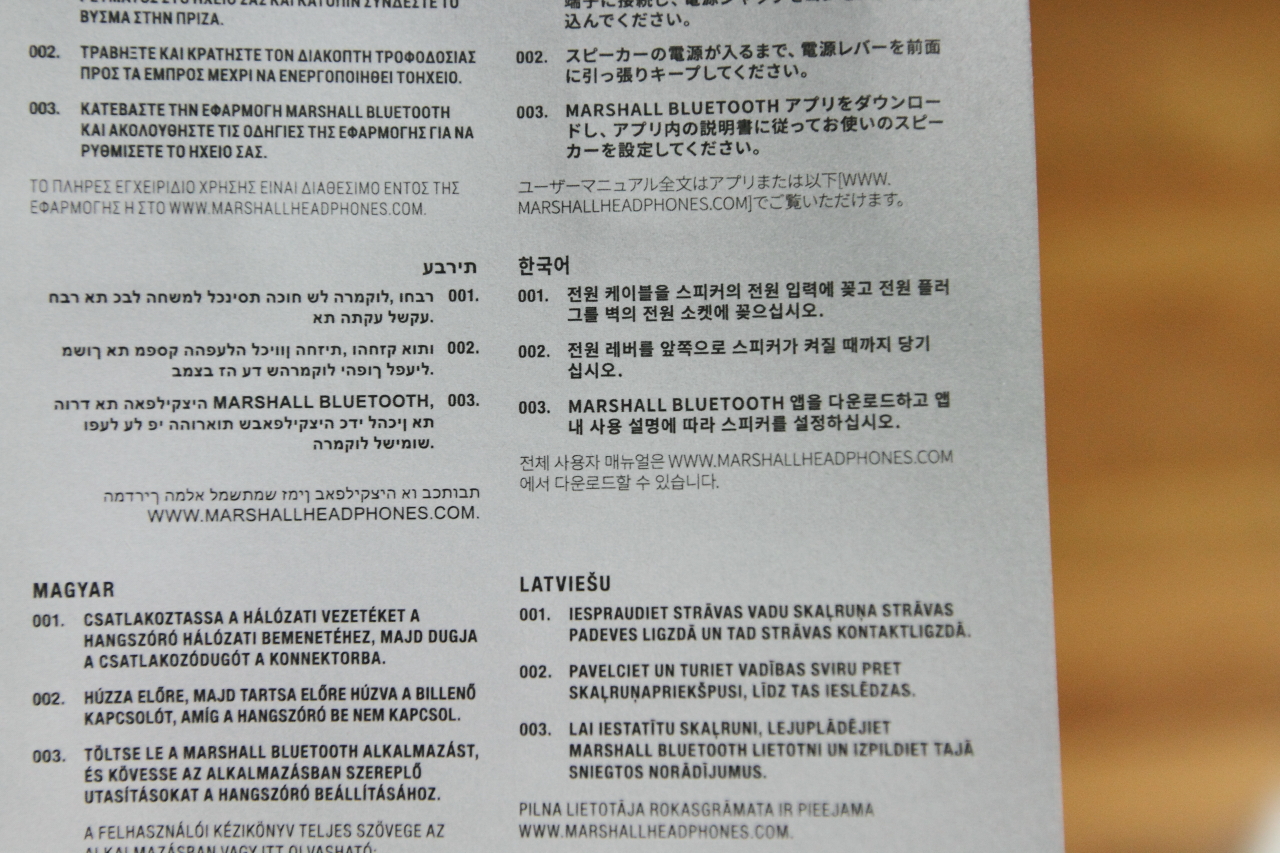 ΒΥΣΜΑ ΣΤΗΝ ΠΡΙΖΑ.
002. ΤΡΑΒΗΞΤΕ ΚΑΙ ΚΡΑΤΗΣΤΕ ΤΟΝ ΔΙΑΚΟΠΤΗ ΤΡΟΦΟΔΟΣΙΑΣ
ΠΡΟΣ ΤΑ ΕΜΠΡΟΣ ΜΕΧΡΙ ΝΑ ΕΝΕΡΓΟΠΟΙΗΘΕΙ ΤΟΗΧΕΙΟ.
003. ΚΑΤΕΒΑΣΤΕ ΤΗΝ ΕΦΑΡΜΟΓΗ MARSHALL BLUETOOTH
ΚΑΙ ΑΚΟΛΟΥΘΗΣΤΕ ΤΙΣ ΟΔΗΓΙΕΣ ΤΗΣ ΕΦΑΡΜΟΓΗΣ ΓΙΑ ΝΑ
ΡΥΘΜΙΣΕΤΕ ΤΟ ΗΧΕΙΟ ΣΑΣ.
ΤΟ ΠΛΗΡΕΣ ΕΓΧΕΙΡΙΔΙΟ ΧΡΗΣΗΣ ΕΙΝΑΙ ΔΙΑΘΕΣΙΜΟ ΕΝΤΟΣ ΤΗΣ
ΕΦΑΡΜΟΓΗΣ Η ΣΤΟ WWW.MARSHALLHEADPHONES.COM.
込んでください。
002. スピーカーの電源が入るまで、電源レバーを前面
に引っ張りキープしてください。
003. MARSHALL BLUETOOTH アプリをダウンロー
ドし、アプリ内の説明書に従ってお使いのスピー
カーを設定してください。
ユーザーマニュアル全文はアプリまたは以下[WWW.
MARSHALLHEADPHONES.COM]でご覧いただけます。
תירבע
001. רבחו ,לוקמרה לש חוכה תסינכל למשחה לבכ תא רבח
.עקשל עקתה תא
002. ותוא קזחהו ,תיזחה ןוויכל הלעפהה קספמ תא ךושמ
.ליעפל ךופהי לוקמרהש דע הז בצמב
003. ,MARSHALL BLUETOOTH היצקילפאה תא דרוה
תא ןיכהל ידכ היצקילפאבש תוארוהה יפ לע לעפו
.שומישל לוקמרה
תבותכב וא היצקילפאב ןימז שמתשמל אלמה ךירדמה
WWW.MARSHALLHEADPHONES.COM.
한국어
001. 전원 케이블을 스피커의 전원 입력에 꽂고 전원 플러
그를 벽의 전원 소켓에 꽂으십시오.
002. 전원 레버를 앞쪽으로 스피커가 켜질 때까지 당기
십시오.
003. MARSHALL BLUETOOTH 앱을 다운로드하고 앱
내 사용 설명에 따라 스피커를 설정하십시오.
전체 사용자 매뉴얼은 WWW.MARSHALLHEADPHONES.COM
에서 다운로드할 수 있습니다.
MAGYAR
001. CSATLAKOZTASSA A HÁLÓZATI VEZETÉKET A
HANGSZÓRÓ HÁLÓZATI BEMENETÉHEZ, MAJD DUGJA
A CSATLAKOZÓDUGÓT A KONNEKTORBA.
002. HÚZZA ELŐRE, MAJD TARTSA ELŐRE HÚZVA A BILLENŐ
KAPCSOLÓT, AMÍG A HANGSZÓRÓ BE NEM KAPCSOL.
003. TÖLTSE LE A MARSHALL BLUETOOTH ALKALMAZÁST,
ÉS KÖVESSE AZ ALKALMAZÁSBAN SZEREPLŐ
UTASÍTÁSOKAT A HANGSZÓRÓ BEÁLLÍTÁSÁHOZ.
A FELHASZNÁLÓI KÉZIKÖNYV TELJES SZÖVEGE AZ
ALKALMAZÁSBAN VAGY ITT OLVASHATÓ:
LATVIEŠU
001. IESPRAUDIET STRĀVAS VADU SKAĻRUŅA STRĀVAS
PADEVES LIGZDĀ UN TAD STRĀVAS KONTAKTLIGZDĀ.
002. PAVELCIET UN TURIET VADĪBAS SVIRU PRET
SKAĻRUŅAPRIEKŠPUSI, LĪDZ TAS IESLĒDZAS.
003. LAI IESTATĪTU SKAĻRUNI, LEJUPLĀDĒJIET
MARSHALL BLUETOOTH LIETOTNI UN IZPILDIET TAJĀ
SNIEGTOS NORĀDĪJUMUS.
PILNA LIETOTĀJA ROKASGRĀMATA IR PIEEJAMA
WWW.MARSHALLHEADPHONES.COM.